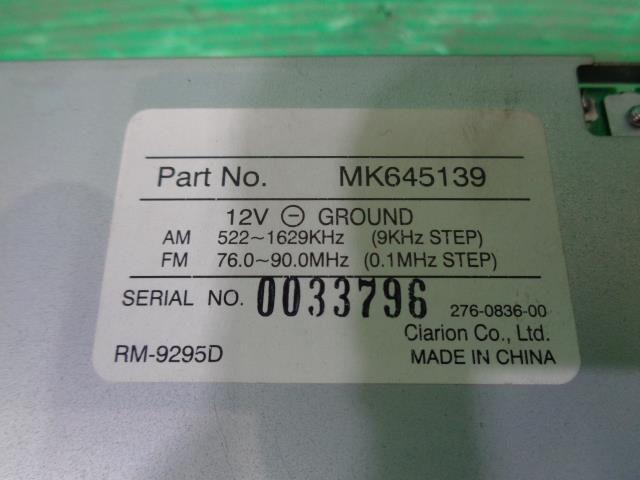 Part No. MK645139
12V ⊖ GROUND
AM 522~1629KHz (9KHz STEP)
FM 76.0~90.0MHz (0.1MHz STEP)
SERIAL NO. 0033796 276-0836-00
Clarion Co., Ltd.
RM-9295D MADE IN CHINA